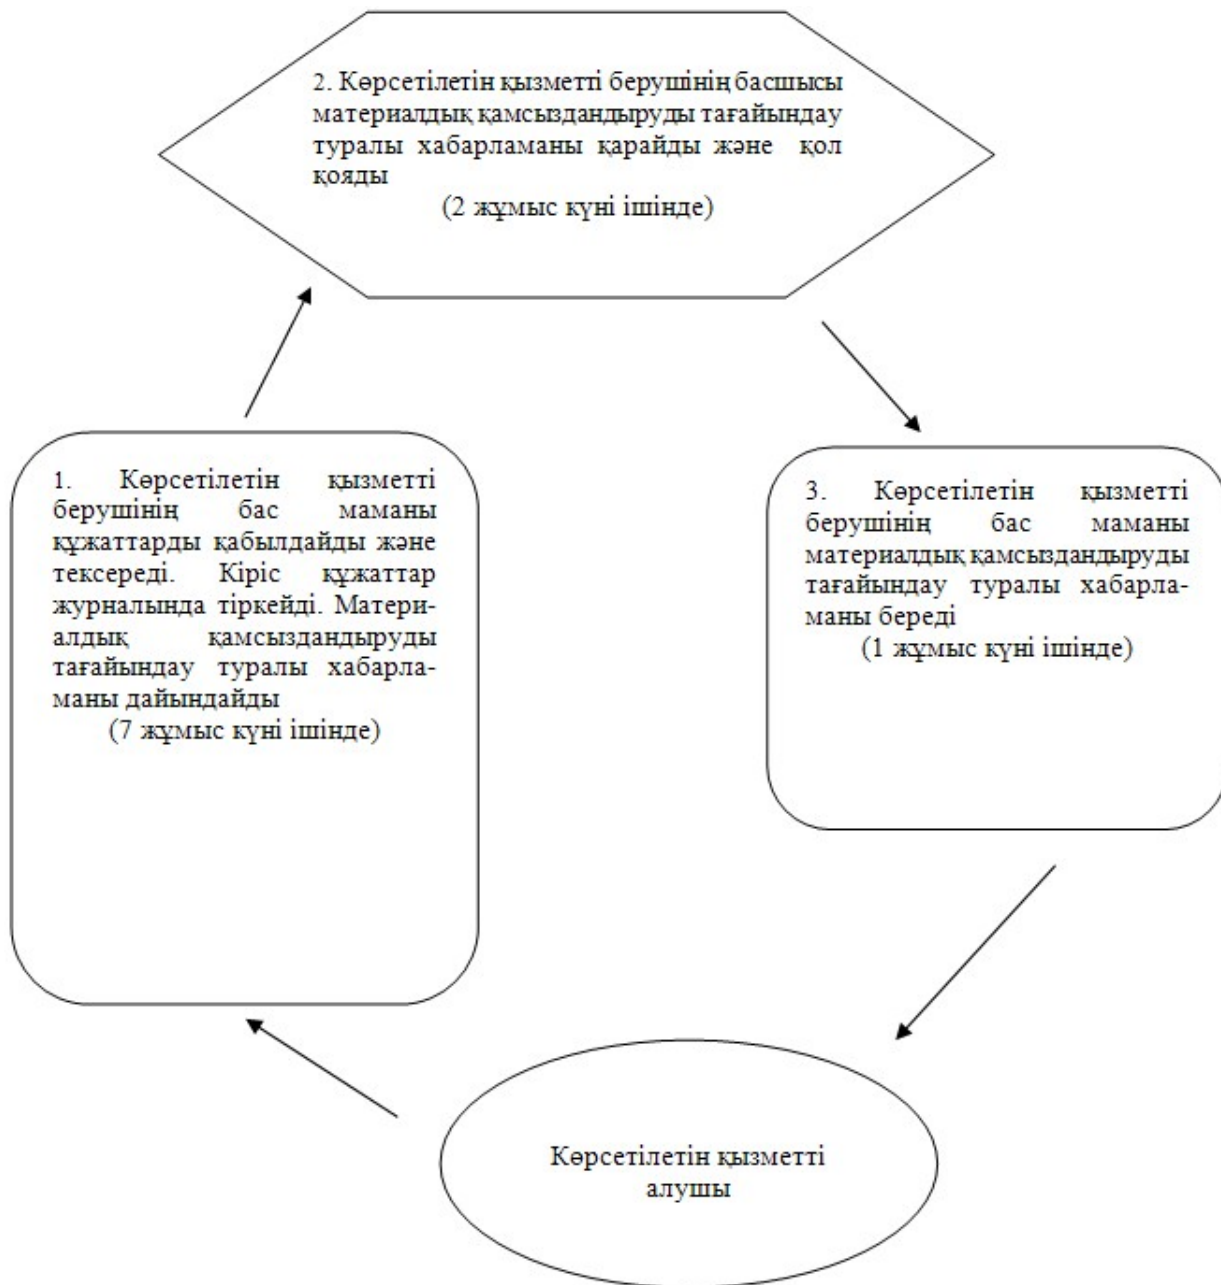 2. Көрсетілетін қызметті берушінің басшысы
материалдық қамсыздандыруды тағайындау
туралы хабарламаны қарайды және қол
қояды
(2 жұмыс күні ішінде)
1. Көрсетілетін қызметті
берушінің бас маманы
құжаттарды қабылдайды және
тексереді. Кіріс құжаттар
журналында тіркейді. Матери-
алдық қамсыздандыруды
тағайындау туралы хабарла-
маны дайындайды
(7 жұмыс күні ішінде)
3. Көрсетілетін қызметті
берушінің бас маманы
материалдық қамсыздандыруды
тағайындау туралы хабарла-
маны береді
(1 жұмыс күні ішінде)
Көрсетілетін қызметті
алушы